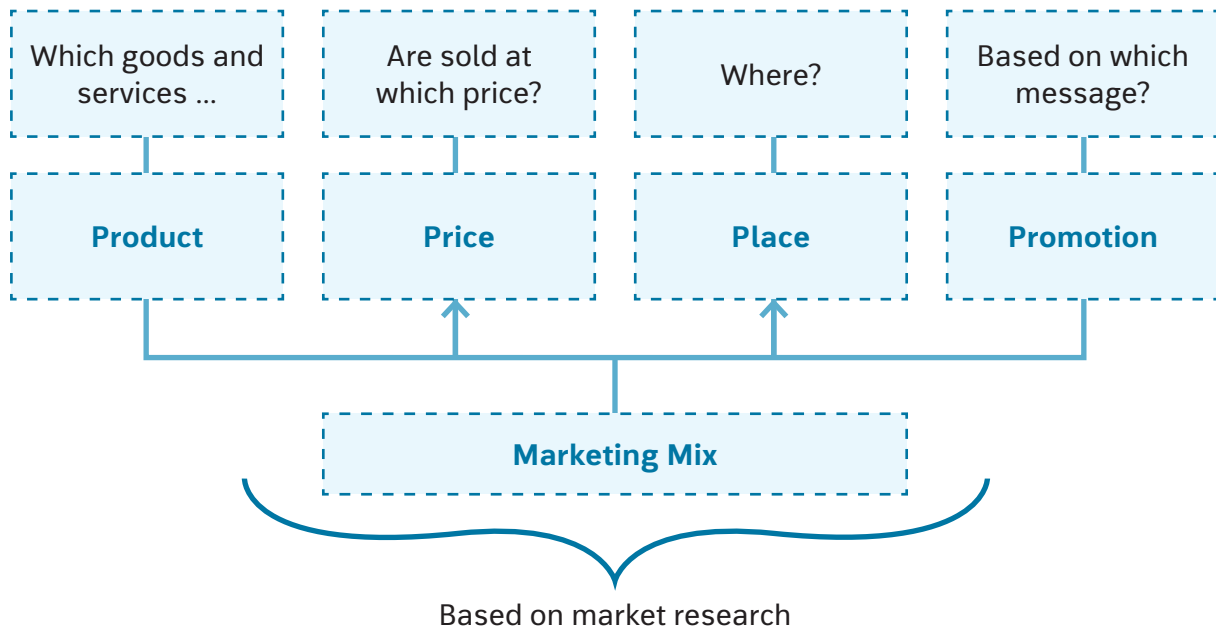 Which goods and
services ...
Are sold at
which price?
Where?
Based on which
message?
Product
Price
Place
Promotion
Marketing Mix
Based on market research